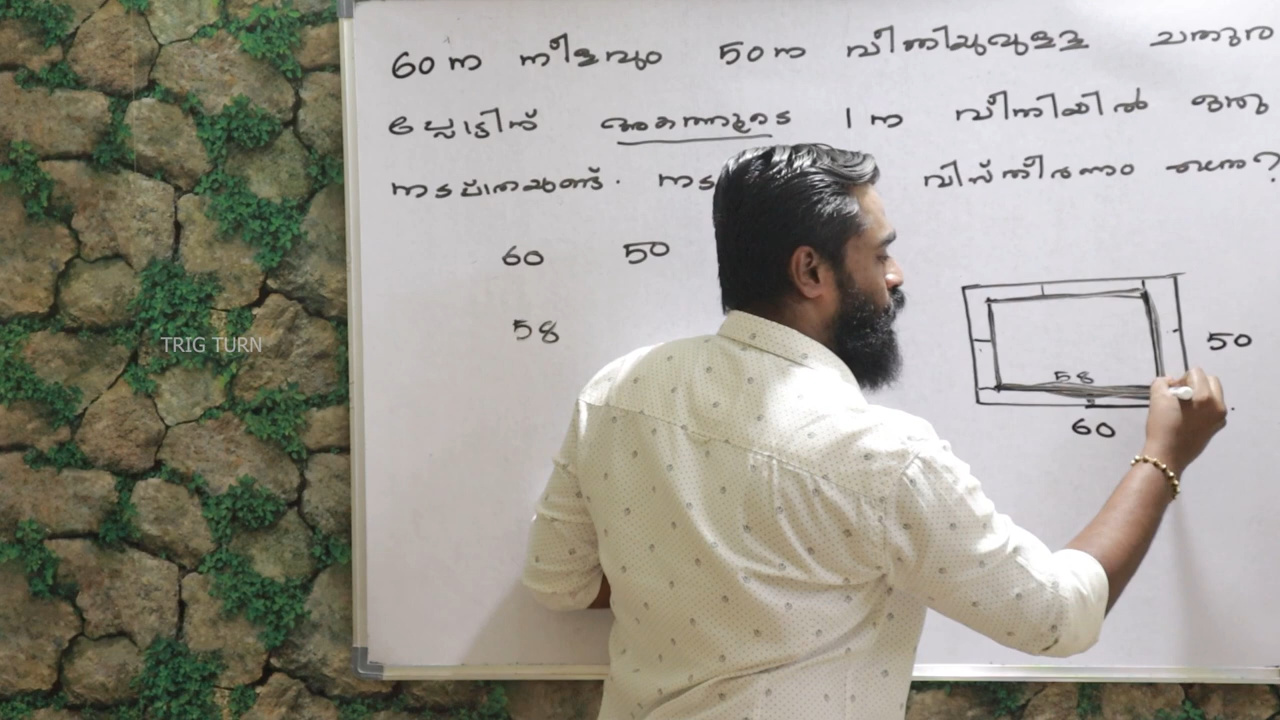 60 m നീളവും 50 m വീതിയുമുള്ള ചതുര
പ്ലോട്ടിന് അകത്തൂടെ 1 m വീതിയിൽ ഒരു
നടപ്പാതയുണ്ട്. നട വിസ്തീർണം എന്ത?
60 50
58
50
58
60
TRIG TURN